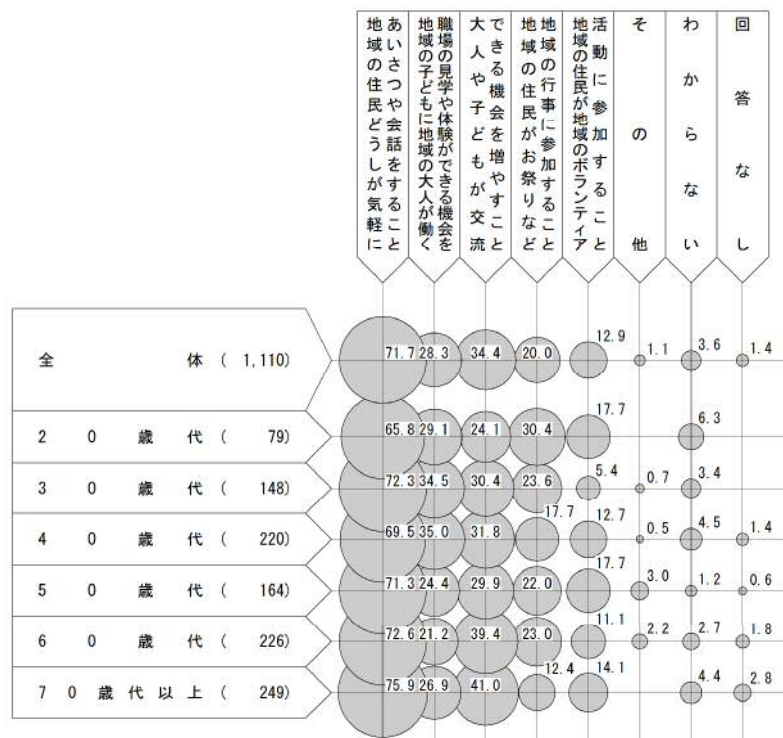 地域の住民どうしが気軽に
あいさつや会話をすること
地域の子どもに地域の大人が働く
職場の見学や体験ができる機会を
大人や子どもが交流
できる機会を増やすこと
地域の住民がお祭りなど
地域の行事に参加すること
地域の住民が地域のボランティア
活動に参加すること
その他
わからない
回答なし
全体 ( 1,110)
71.7 28.3 34.4 20.0 12.9 1.1 3.6 1.4
20歳代 ( 79)
65.8 29.1 24.1 30.4 17.7 6.3
30歳代 ( 148)
72.3 34.5 30.4 23.6 5.4 0.7 3.4
40歳代 ( 220)
69.5 35.0 31.8 17.7 12.7 0.5 4.5 1.4
50歳代 ( 164)
71.3 24.4 29.9 22.0 17.7 3.0 1.2 0.6
60歳代 ( 226)
72.6 21.2 39.4 23.0 11.1 2.2 2.7 1.8
70歳代以上 ( 249)
75.9 26.9 41.0 12.4 14.1 4.4 2.8